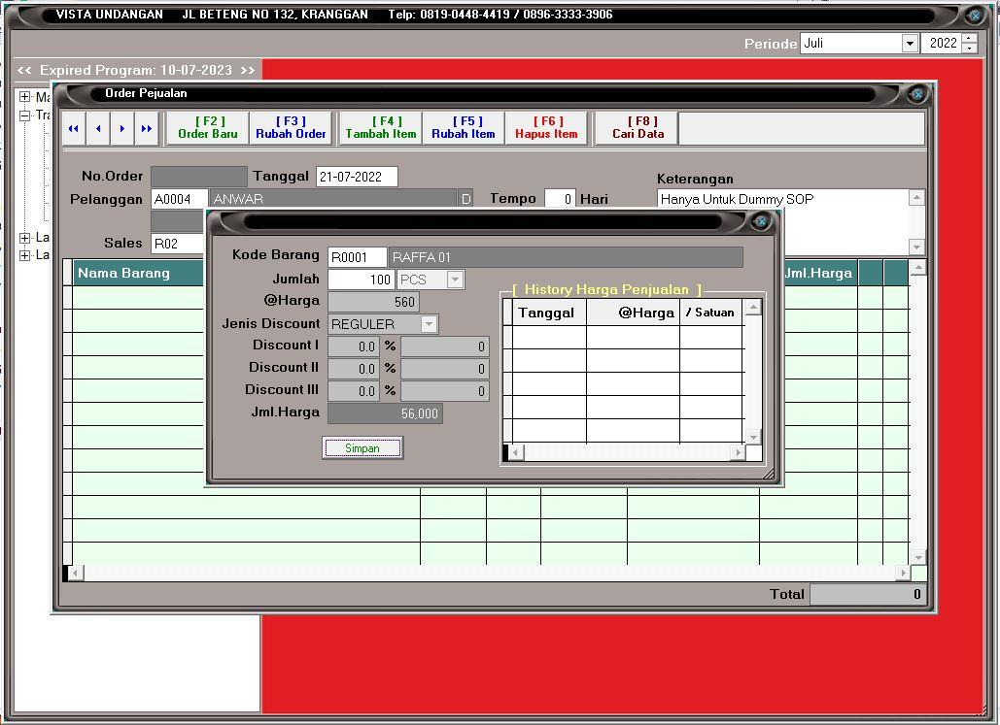 VISTA UNDANGAN JL BETENG NO 132, KRANGGAN Telp: 0819-0448-4419 / 0896-3333-3906
Periode Juli 2022
<< Expired Program: 10-07-2023 >>
Order Pejualan
[ F2 ] [ F3 ] [ F4 ] [ F5 ] [ F6 ] [ F8 ]
Order Baru Rubah Order Tambah Item Rubah Item Hapus Item Cari Data
No.Order Tanggal 21-07-2022 Keterangan
Pelanggan A0004 ANWAR D Tempo 0 Hari Hanya Untuk Dummy SOP
Sales R02
Nama Barang Jml.Harga
Kode Barang R0001 RAFFA 01
Jumlah 100 PCS
@Harga 560
Jenis Discount REGULER
Discount I 0.0 % 0
Discount II 0.0 % 0
Discount III 0.0 % 0
Jml.Harga 56,000
Simpan
[ History Harga Penjualan ]
Tanggal @Harga / Satuan
Total 0